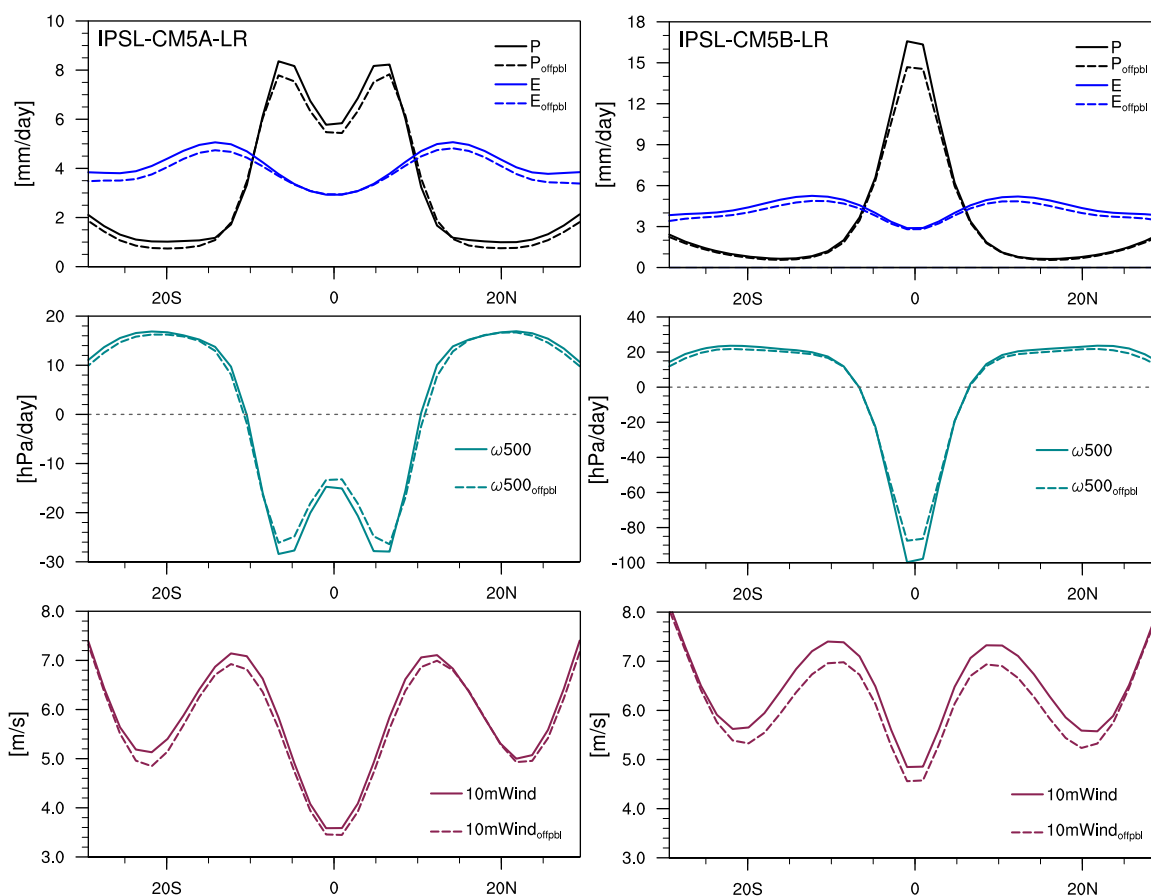 IPSL-CM5A-LR
P
Poffpbl
E
Eoffpbl
[mm/day]
10
8
6
4
2
0
20S
0
20N
IPSL-CM5B-LR
P
Poffpbl
E
Eoffpbl
[mm/day]
18
15
12
9
6
3
0
20S
0
20N
[hPa/day]
20
10
0
-10
-20
-30
ω500
ω500offpbl
20S
0
20N
[hPa/day]
40
20
0
-20
-40
-60
-80
-100
ω500
ω500offpbl
20S
0
20N
[m/s]
8.0
7.0
6.0
5.0
4.0
3.0
10mWind
10mWindoffpbl
20S
0
20N
[m/s]
8.0
7.0
6.0
5.0
4.0
3.0
10mWind
10mWindoffpbl
20S
0
20N